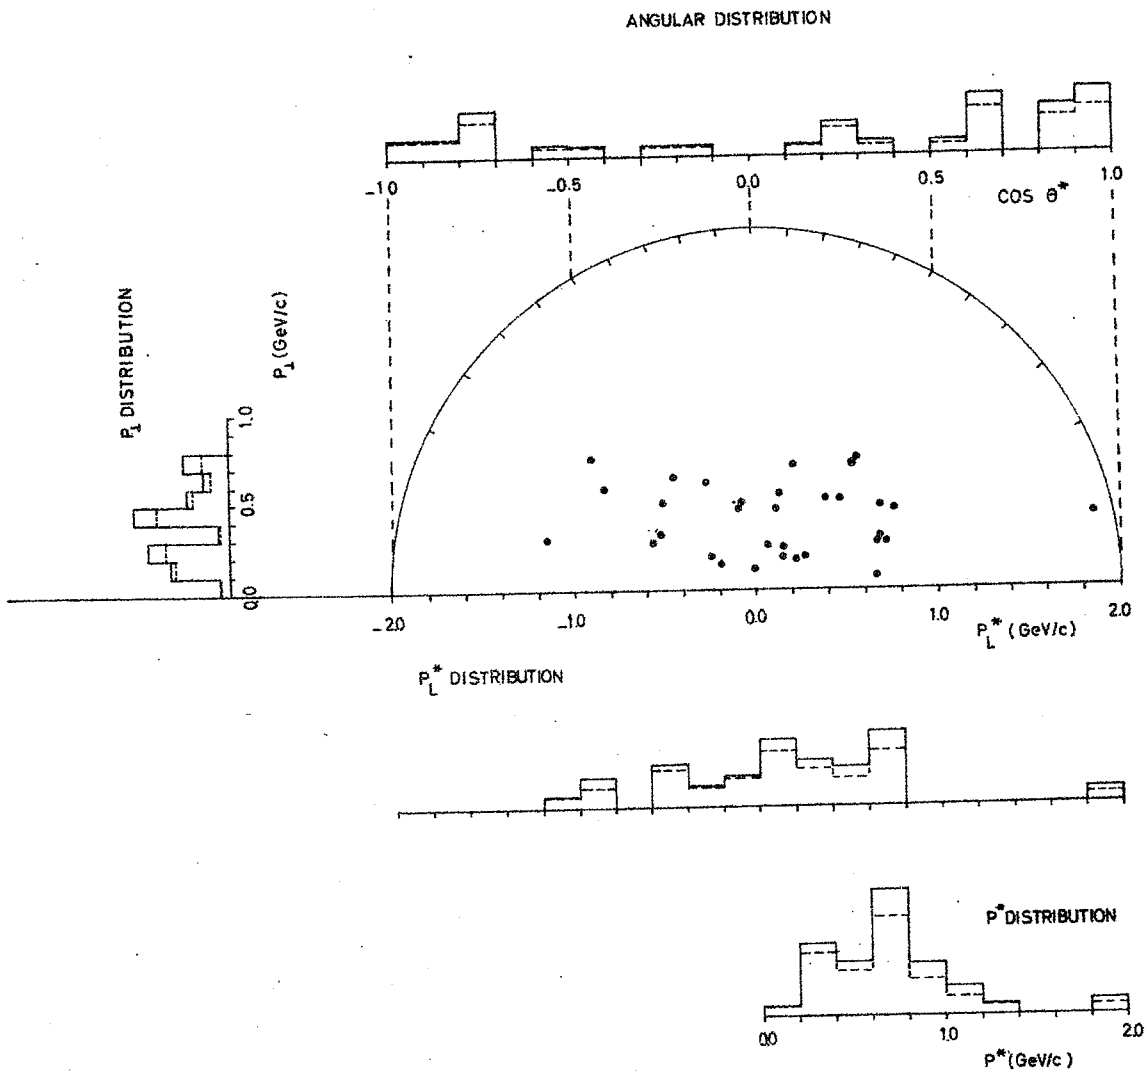 ANGULAR DISTRIBUTION
-1.0 -0.5 0.0 0.5 1.0
COS θ*
P⊥ DISTRIBUTION
P⊥ (GeV/c)
1.0
0.5
0.0
-2.0 -1.0 0.0 1.0 2.0
P_L* (GeV/c)
P_L* DISTRIBUTION
P* DISTRIBUTION
0.0 1.0 2.0
P* (GeV/c)